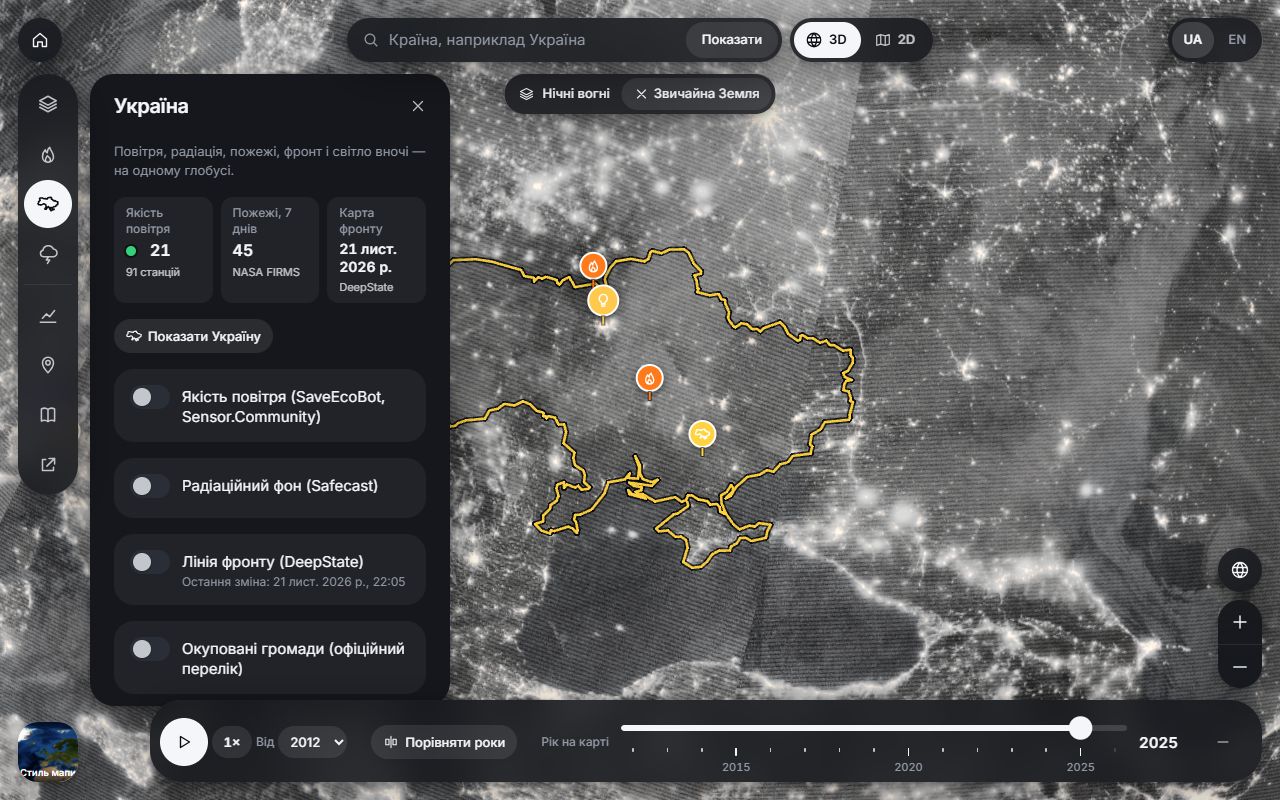 Країна, наприклад Україна
Показати
3D
2D
UA
EN
Нічні вогні
Звичайна Земля
Україна
Повітря, радіація, пожежі, фронт і світло вночі —
на одному глобусі.
Якість
повітря
21
91 станцій
Пожежі, 7
днів
45
NASA FIRMS
Карта
фронту
21 лист.
2026 р.
DeepState
Показати Україну
Якість повітря (SaveEcoBot,
Sensor.Community)
Радіаційний фон (Safecast)
Лінія фронту (DeepState)
Остання зміна: 21 лист. 2026 р., 22:05
Окуповані громади (офіційний
перелік)
Стиль мапи
1×
Від
2012
Порівняти роки
Рік на карті
2015
2020
2025
2025